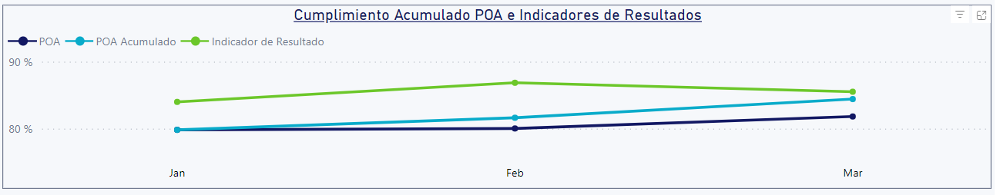 Cumplimiento Acumulado POA e Indicadores de Resultados
POA POA Acumulado Indicador de Resultado
90 %
80 %
Jan Feb Mar